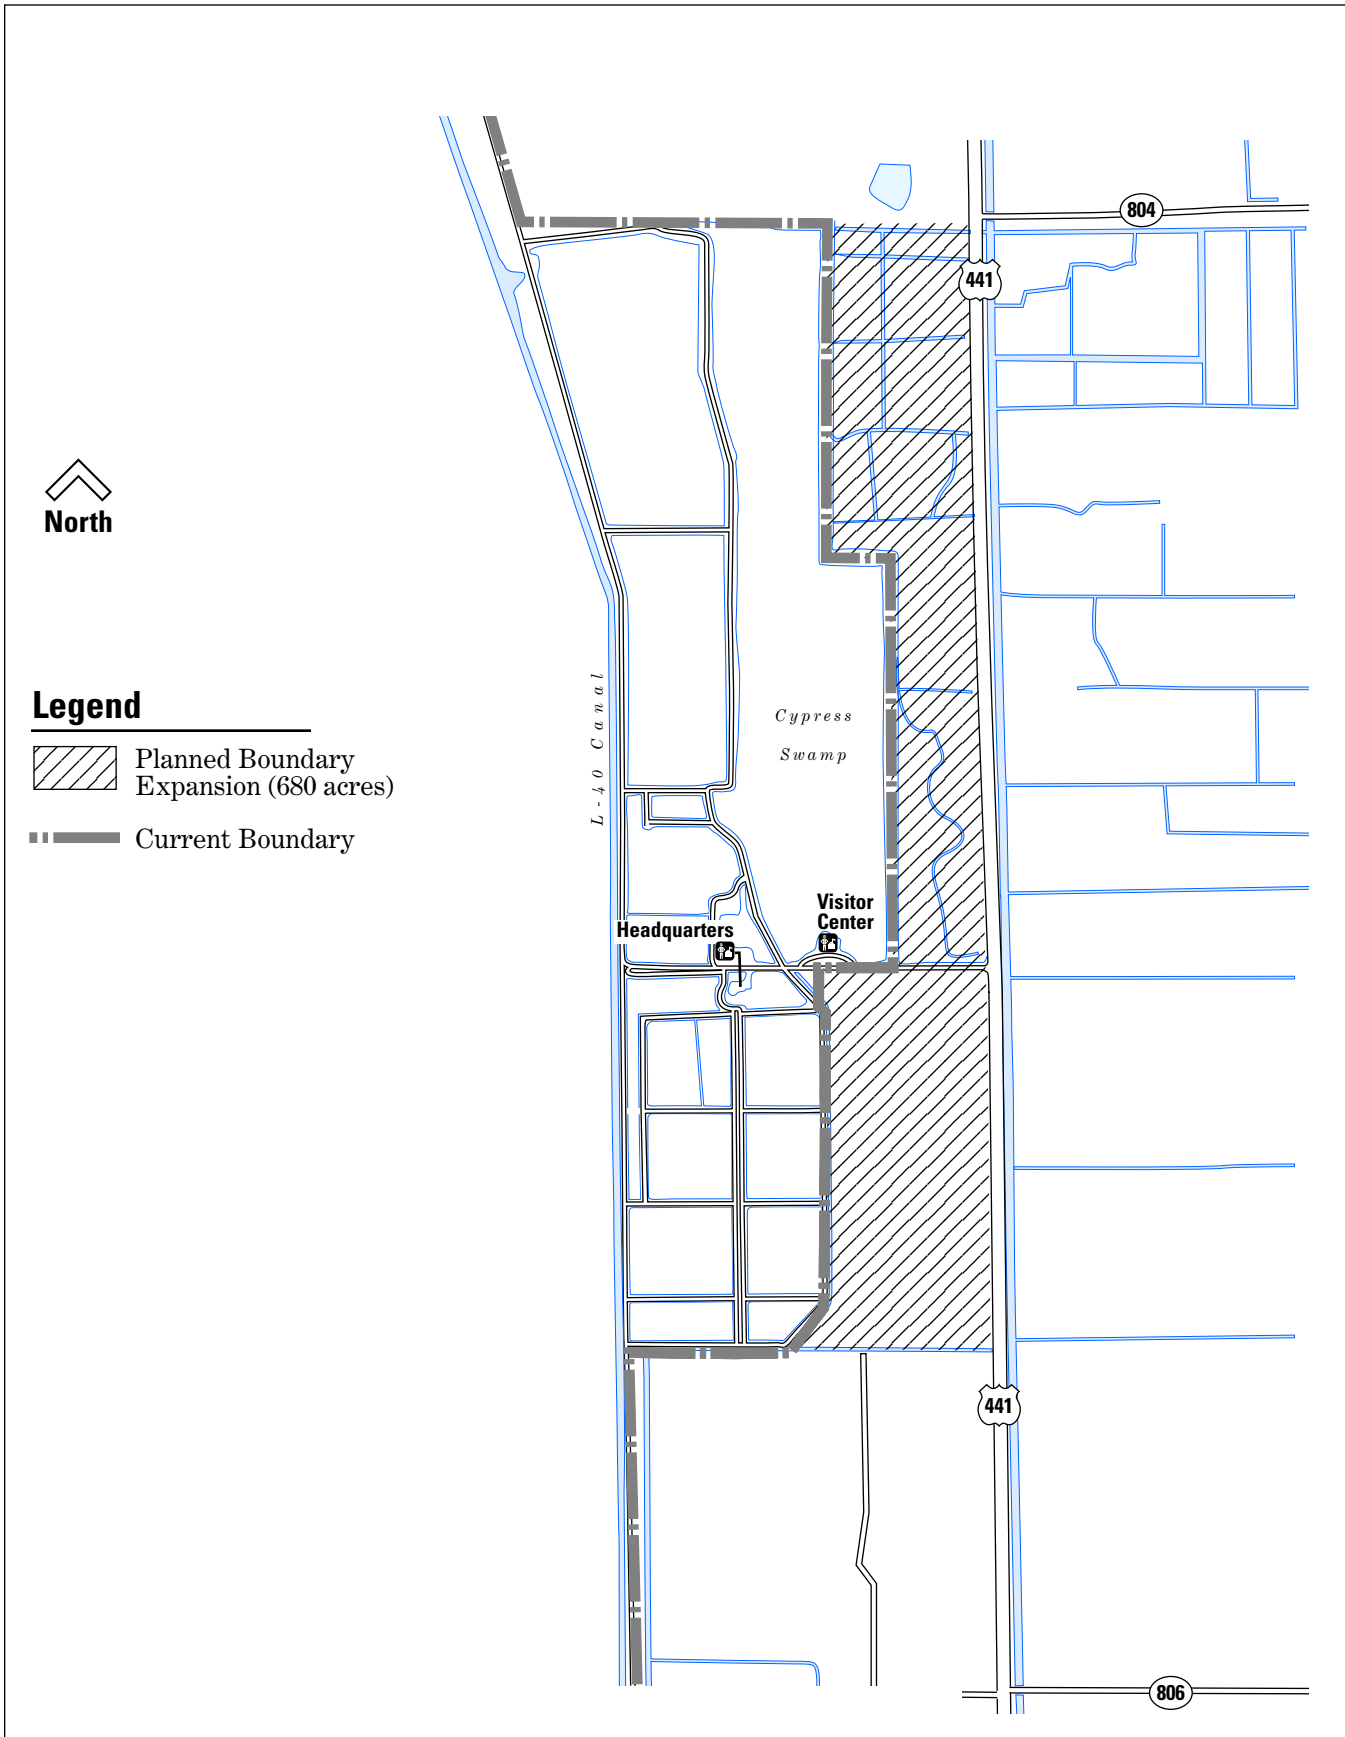 804
441
North
Legend
Planned Boundary
Expansion (680 acres)
Current Boundary
L-40 Canal
Cypress
Swamp
Visitor
Center
Headquarters
441
806